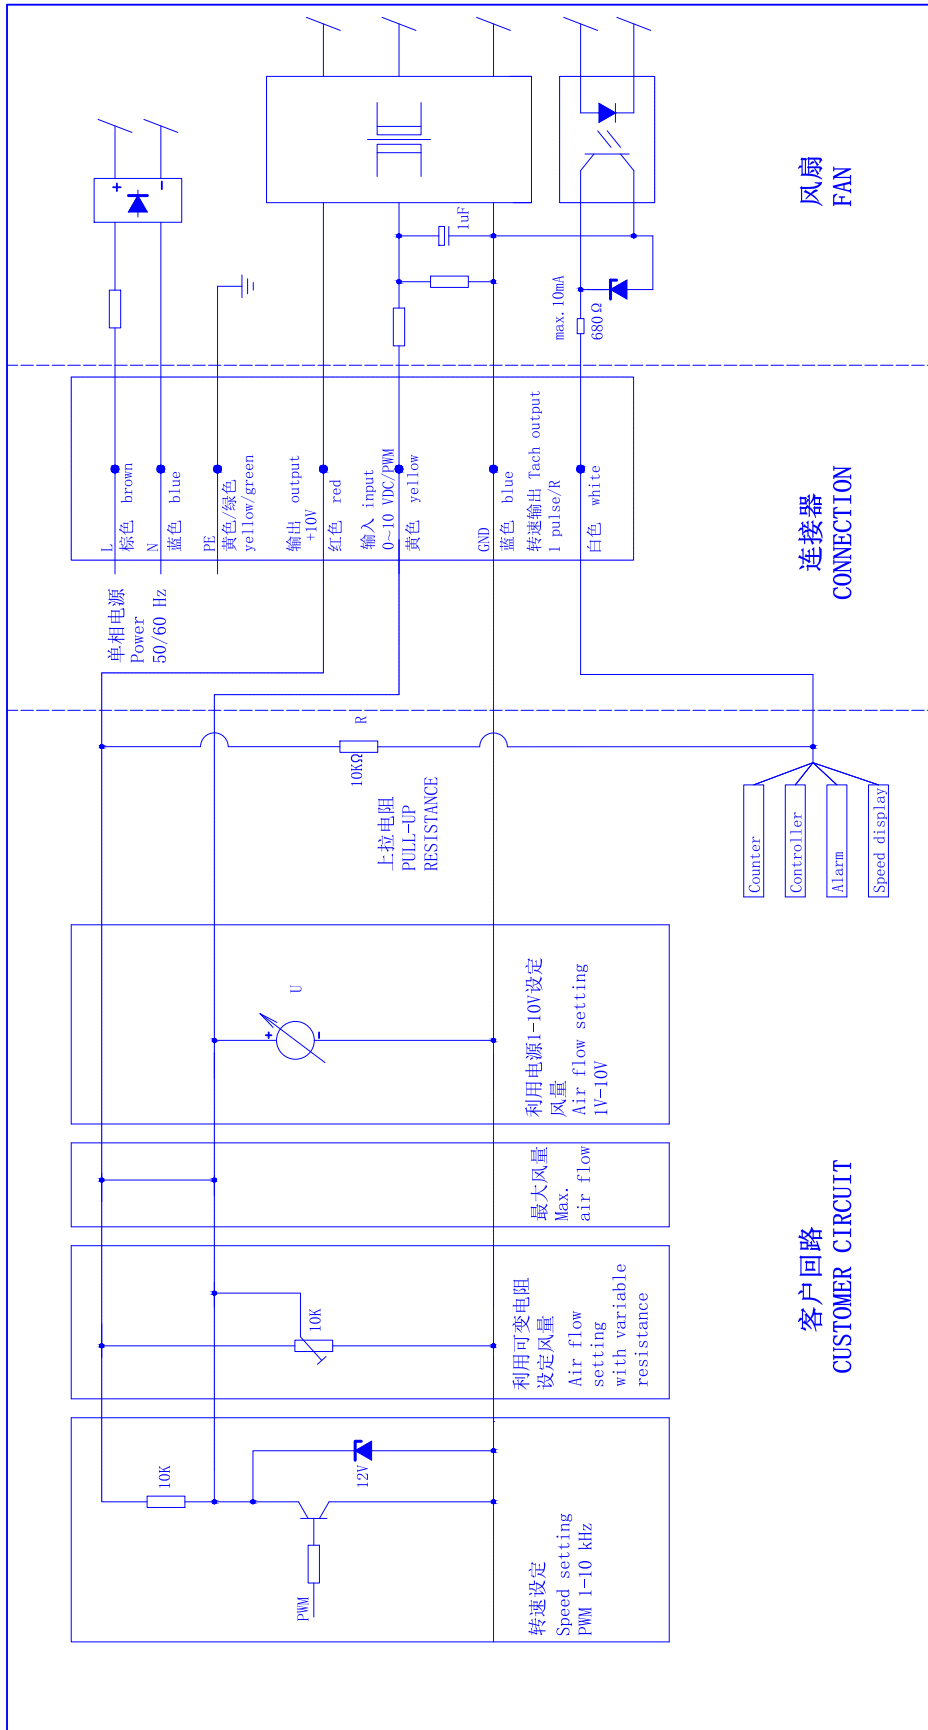 风扇
FAN
+
−
1uF
max. 10mA
680Ω
连接器
CONNECTION
L
棕色 brown
N
蓝色 blue
PE
黄色/绿色
yellow/green
输出 output
+10V
红色 red
输入 input
0~10 VDC/PWM
黄色 yellow
GND
蓝色 blue
转速输出 Tach output
1 pulse/R
白色 white
单相电源
Power
50/60 Hz
客户回路
CUSTOMER CIRCUIT
R
10KΩ
上拉电阻
PULL-UP
RESISTANCE
Counter
Controller
Alarm
Speed display
U
+
−
利用电源1-10V设定
风量
Air flow setting
1V-10V
最大风量
Max.
air flow
10K
利用可变电阻
设定风量
Air flow
setting
with variable
resistance
10K
12V
PWM
转速设定
Speed setting
PWM 1-10 kHz